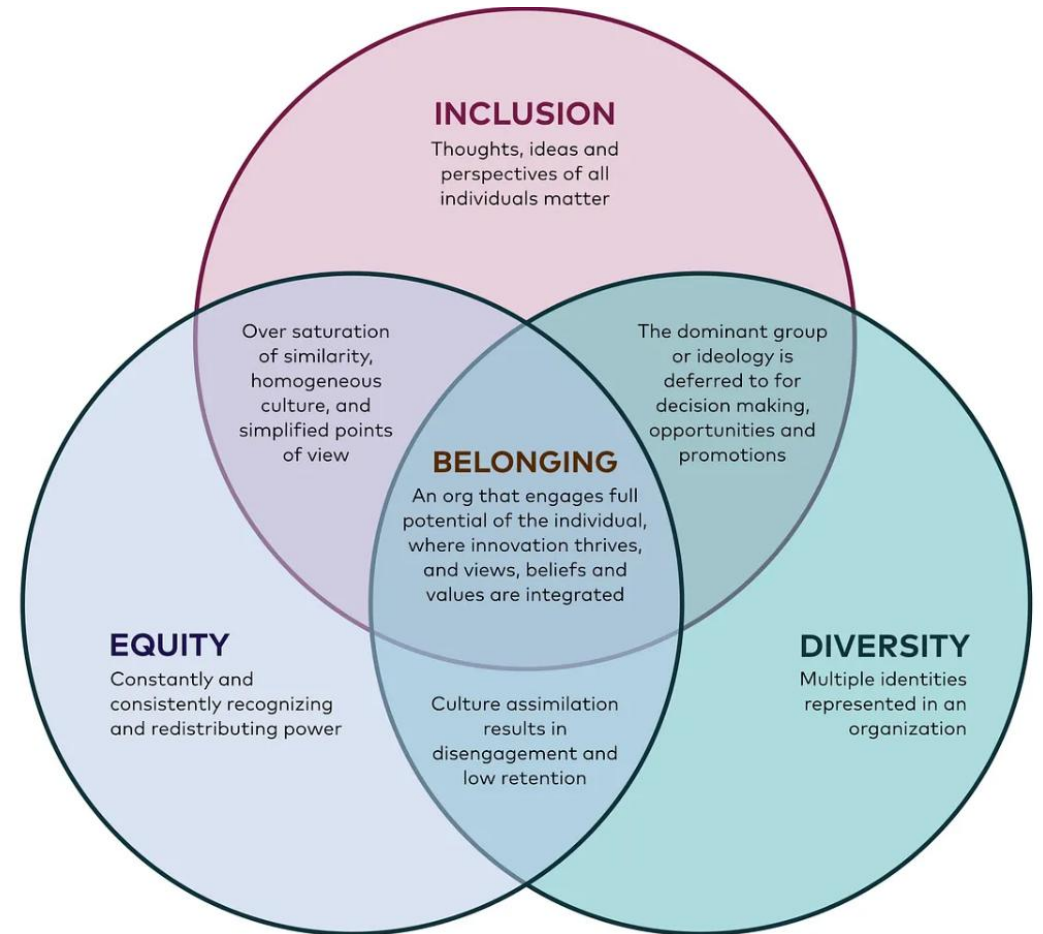 INCLUSION
Thoughts, ideas and
perspectives of all
individuals matter
Over saturation
of similarity,
homogeneous
culture, and
simplified points
of view
The dominant group
or ideology is
deferred to for
decision making,
opportunities and
promotions
BELONGING
An org that engages full
potential of the individual,
where innovation thrives,
and views, beliefs and
values are integrated
EQUITY
Constantly and
consistently recognizing
and redistributing power
DIVERSITY
Multiple identities
represented in an
organization
Culture assimilation
results in
disengagement and
low retention